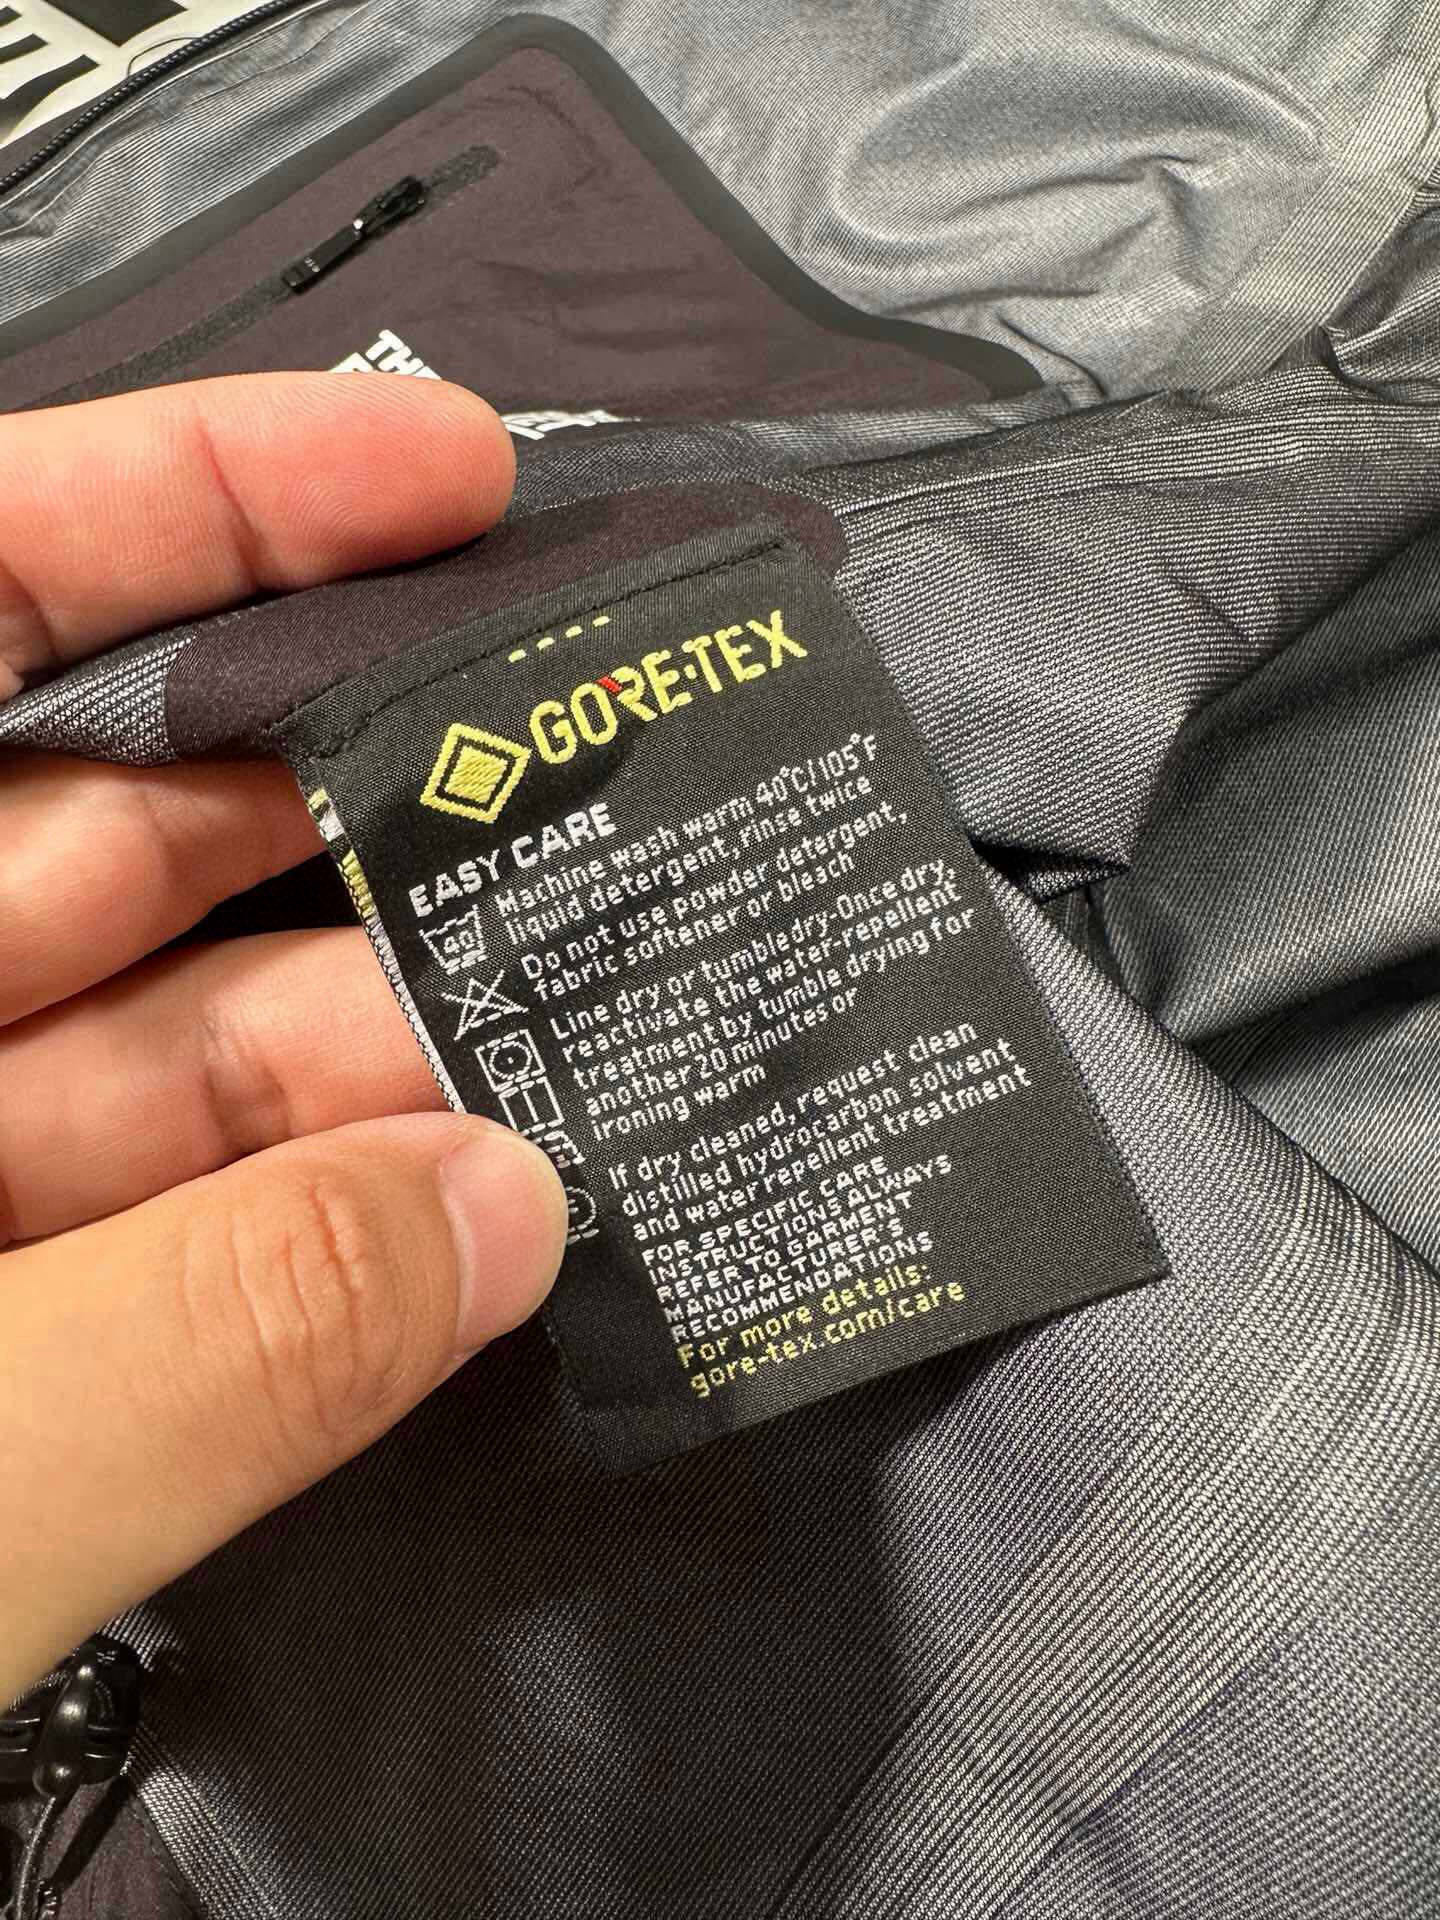 THE
GORE-TEX
EASY CARE
Machine wash warm 40°C/105°F
liquid detergent, rinse twice
40
Do not use powder detergent,
fabric softener or bleach
Line dry or tumble dry-Once dry,
reactivate the water-repellent
treatment by tumble drying for
another 20 minutes or
ironing warm
If dry cleaned, request clean
distilled hydrocarbon solvent
and water repellent treatment
FOR SPECIFIC CARE
INSTRUCTIONS ALWAYS
REFER TO GARMENT
MANUFACTURER'S
RECOMMENDATIONS
For more details:
gore-tex.com/care